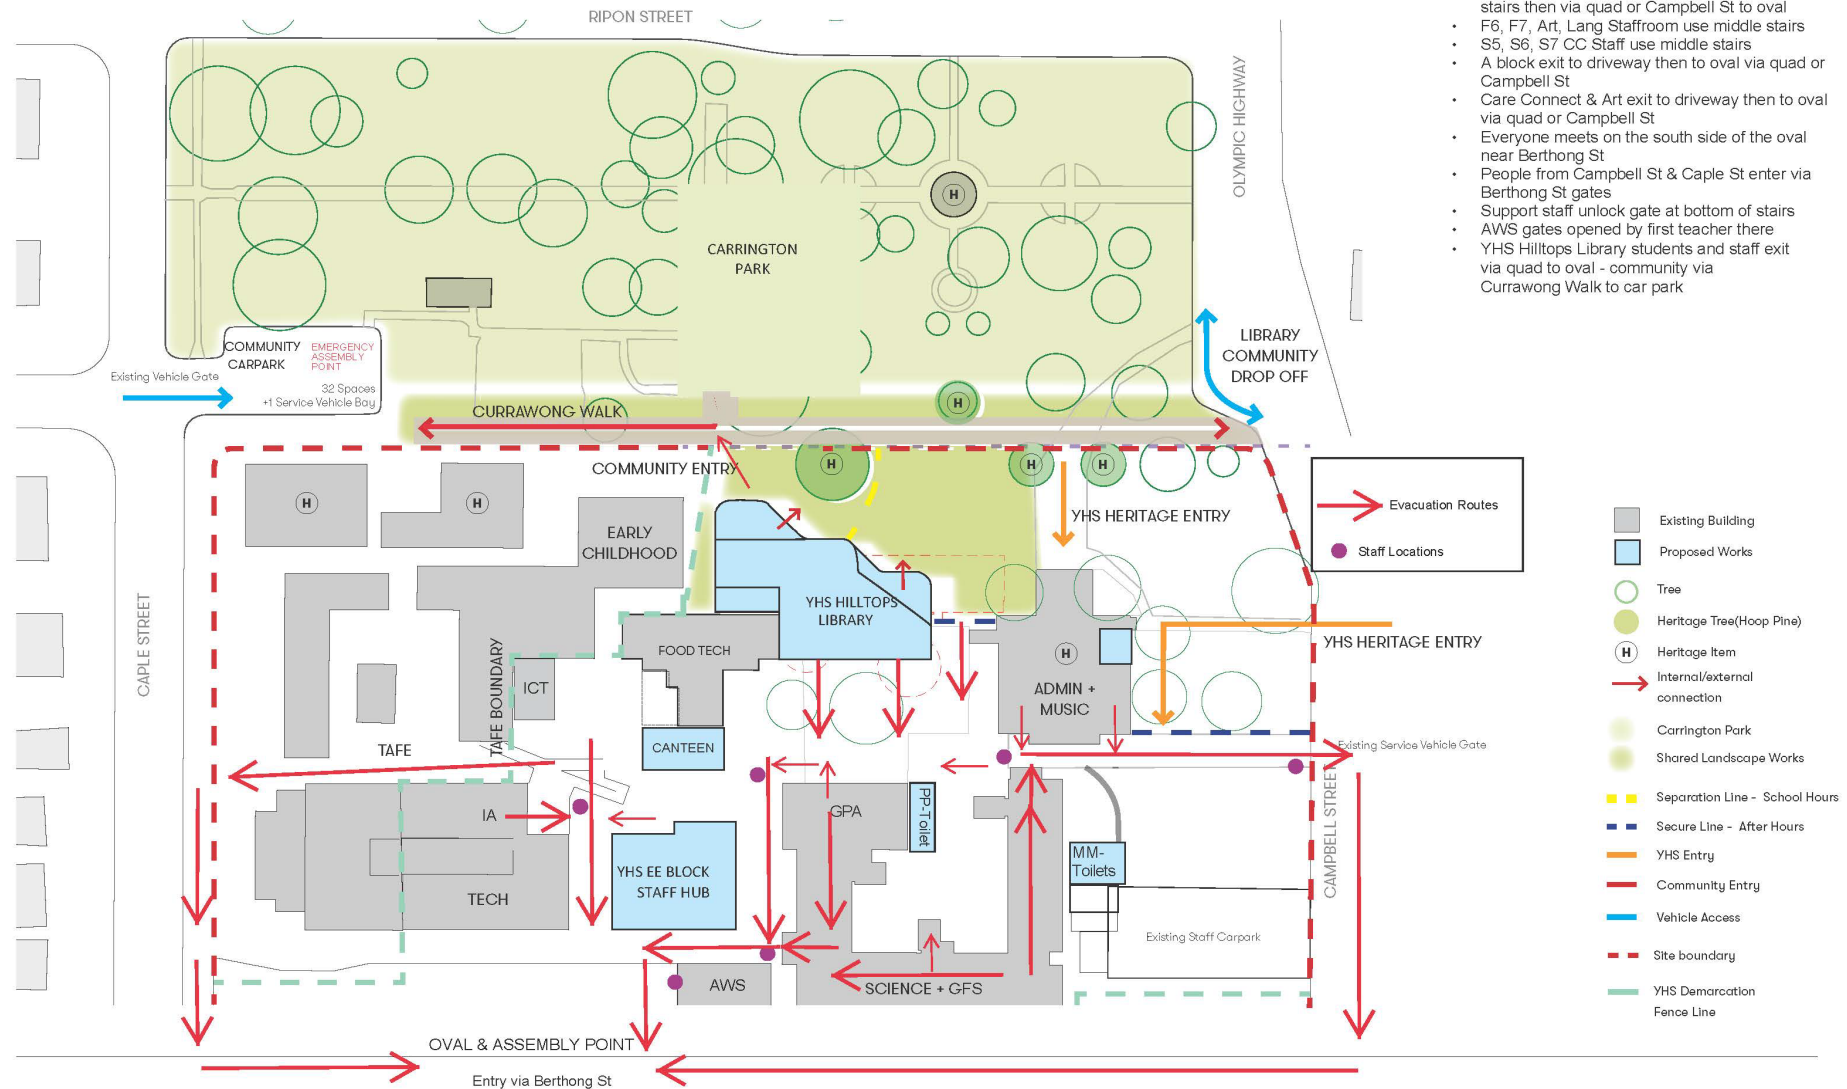 RIPON STREET
stairs then via quad or Campbell St to oval
• F6, F7, Art, Lang Staffroom use middle stairs
• S5, S6, S7 CC Staff use middle stairs
• A block exit to driveway then to oval via quad or
Campbell St
• Care Connect & Art exit to driveway then to oval
via quad or Campbell St
• Everyone meets on the south side of the oval
near Berthong St
• People from Campbell St & Caple St enter via
Berthong St gates
• Support staff unlock gate at bottom of stairs
• AWS gates opened by first teacher there
• YHS Hilltops Library students and staff exit
via quad to oval - community via
Currawong Walk to car park
OLYMPIC HIGHWAY
H
CARRINGTON
PARK
COMMUNITY
CARPARK
EMERGENCY
ASSEMBLY
POINT
32 Spaces
+1 Service Vehicle Bay
Existing Vehicle Gate
LIBRARY
COMMUNITY
DROP OFF
H
CURRAWONG WALK
COMMUNITY ENTRY
H
H
H
H
H
YHS HERITAGE ENTRY
EARLY
CHILDHOOD
YHS HILLTOPS
LIBRARY
FOOD TECH
ICT
CANTEEN
TAFE BOUNDARY
TAFE
CAPLE STREET
H
ADMIN +
MUSIC
YHS HERITAGE ENTRY
Existing Service Vehicle Gate
CAMPBELL STREET
IA
TECH
YHS EE BLOCK
STAFF HUB
GPA
PP-Toilet
MM-
Toilets
Existing Staff Carpark
AWS
SCIENCE + GFS
OVAL & ASSEMBLY POINT
Entry via Berthong St
Evacuation Routes
Staff Locations
Existing Building
Proposed Works
Tree
Heritage Tree(Hoop Pine)
H Heritage Item
Internal/external
connection
Carrington Park
Shared Landscape Works
Separation Line - School Hours
Secure Line - After Hours
YHS Entry
Community Entry
Vehicle Access
Site boundary
YHS Demarcation
Fence Line